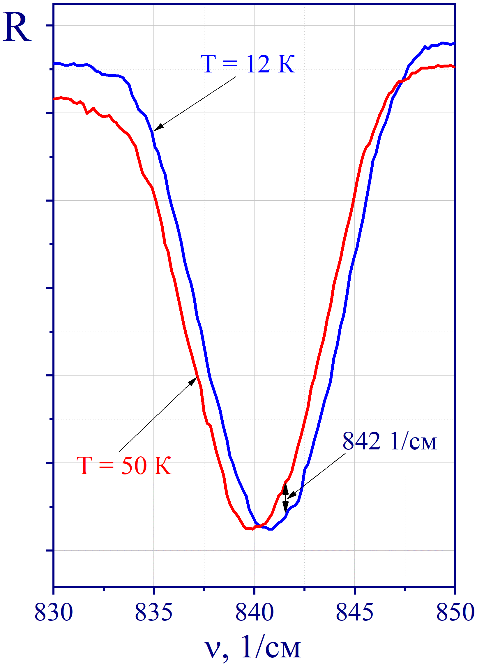 R
T = 12 К
T = 50 К
842 1/см
830 835 840 845 850
ν, 1/см